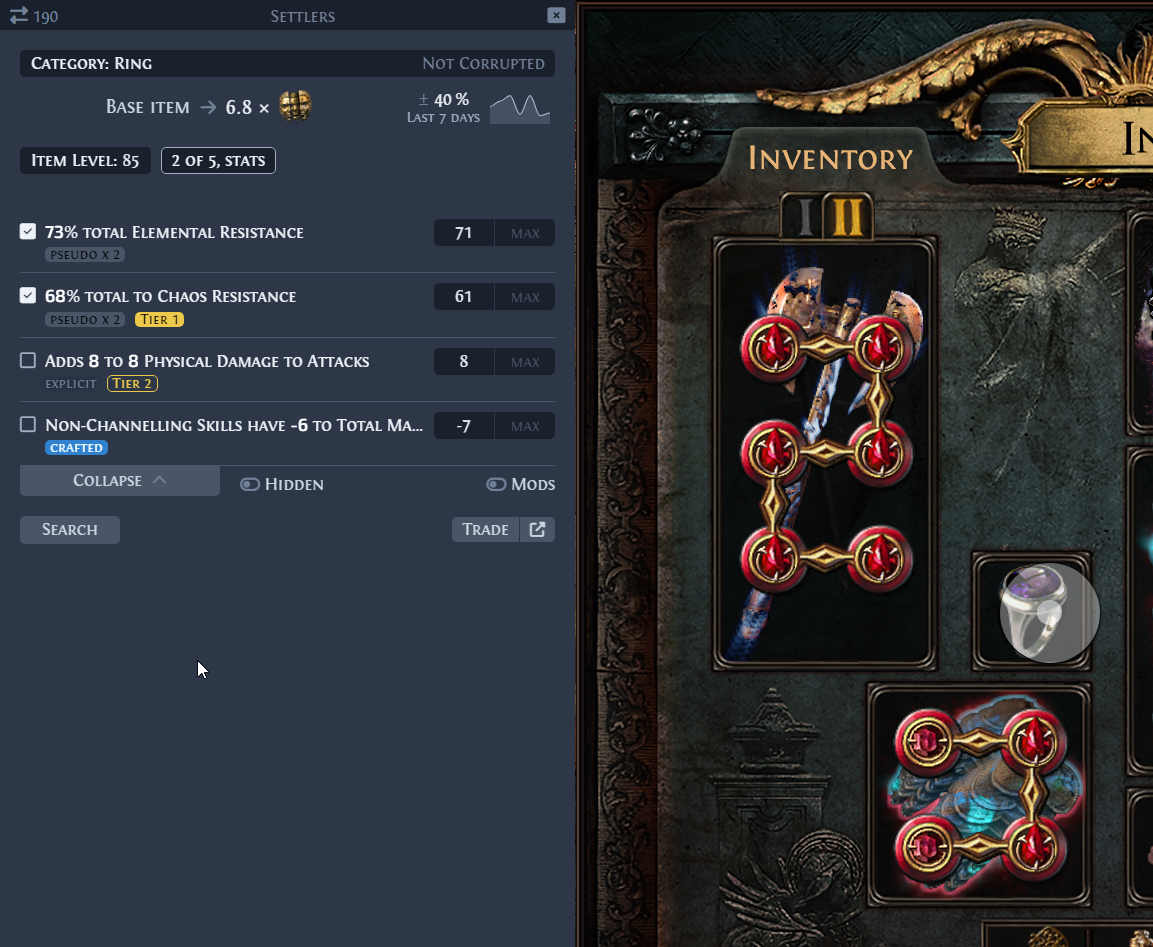 190
SETTLERS
CATEGORY: RING
NOT CORRUPTED
BASE ITEM → 6.8 ×
± 40 %
LAST 7 DAYS
ITEM LEVEL: 85
2 OF 5, STATS
73% TOTAL ELEMENTAL RESISTANCE
71
MAX
PSEUDO X 2
68% TOTAL TO CHAOS RESISTANCE
61
MAX
PSEUDO X 2
TIER 1
ADDS 8 TO 8 PHYSICAL DAMAGE TO ATTACKS
8
MAX
EXPLICIT
TIER 2
NON-CHANNELLING SKILLS HAVE -6 TO TOTAL MA...
-7
MAX
CRAFTED
COLLAPSE
HIDDEN
MODS
SEARCH
TRADE
INVENTORY
IN
I
II